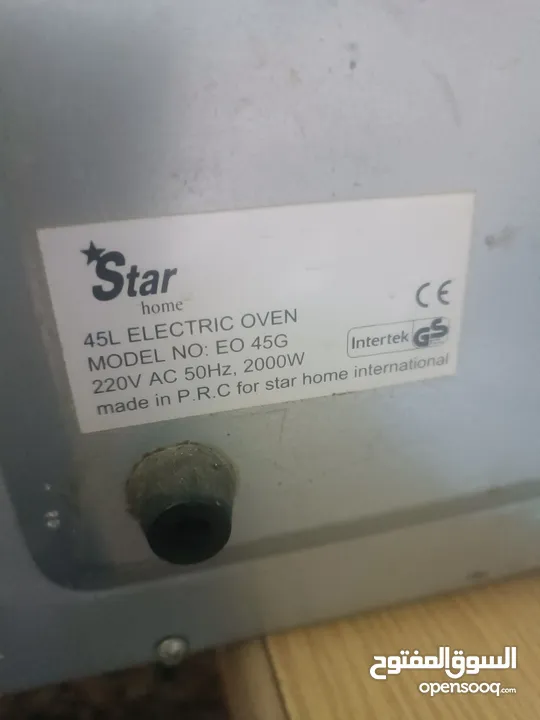 Star
home
45L ELECTRIC OVEN
MODEL NO: EO 45G
220V AC 50Hz, 2000W
made in P.R.C for star home international
CE
Intertek GS
السوق المفتوح
opensooq.com